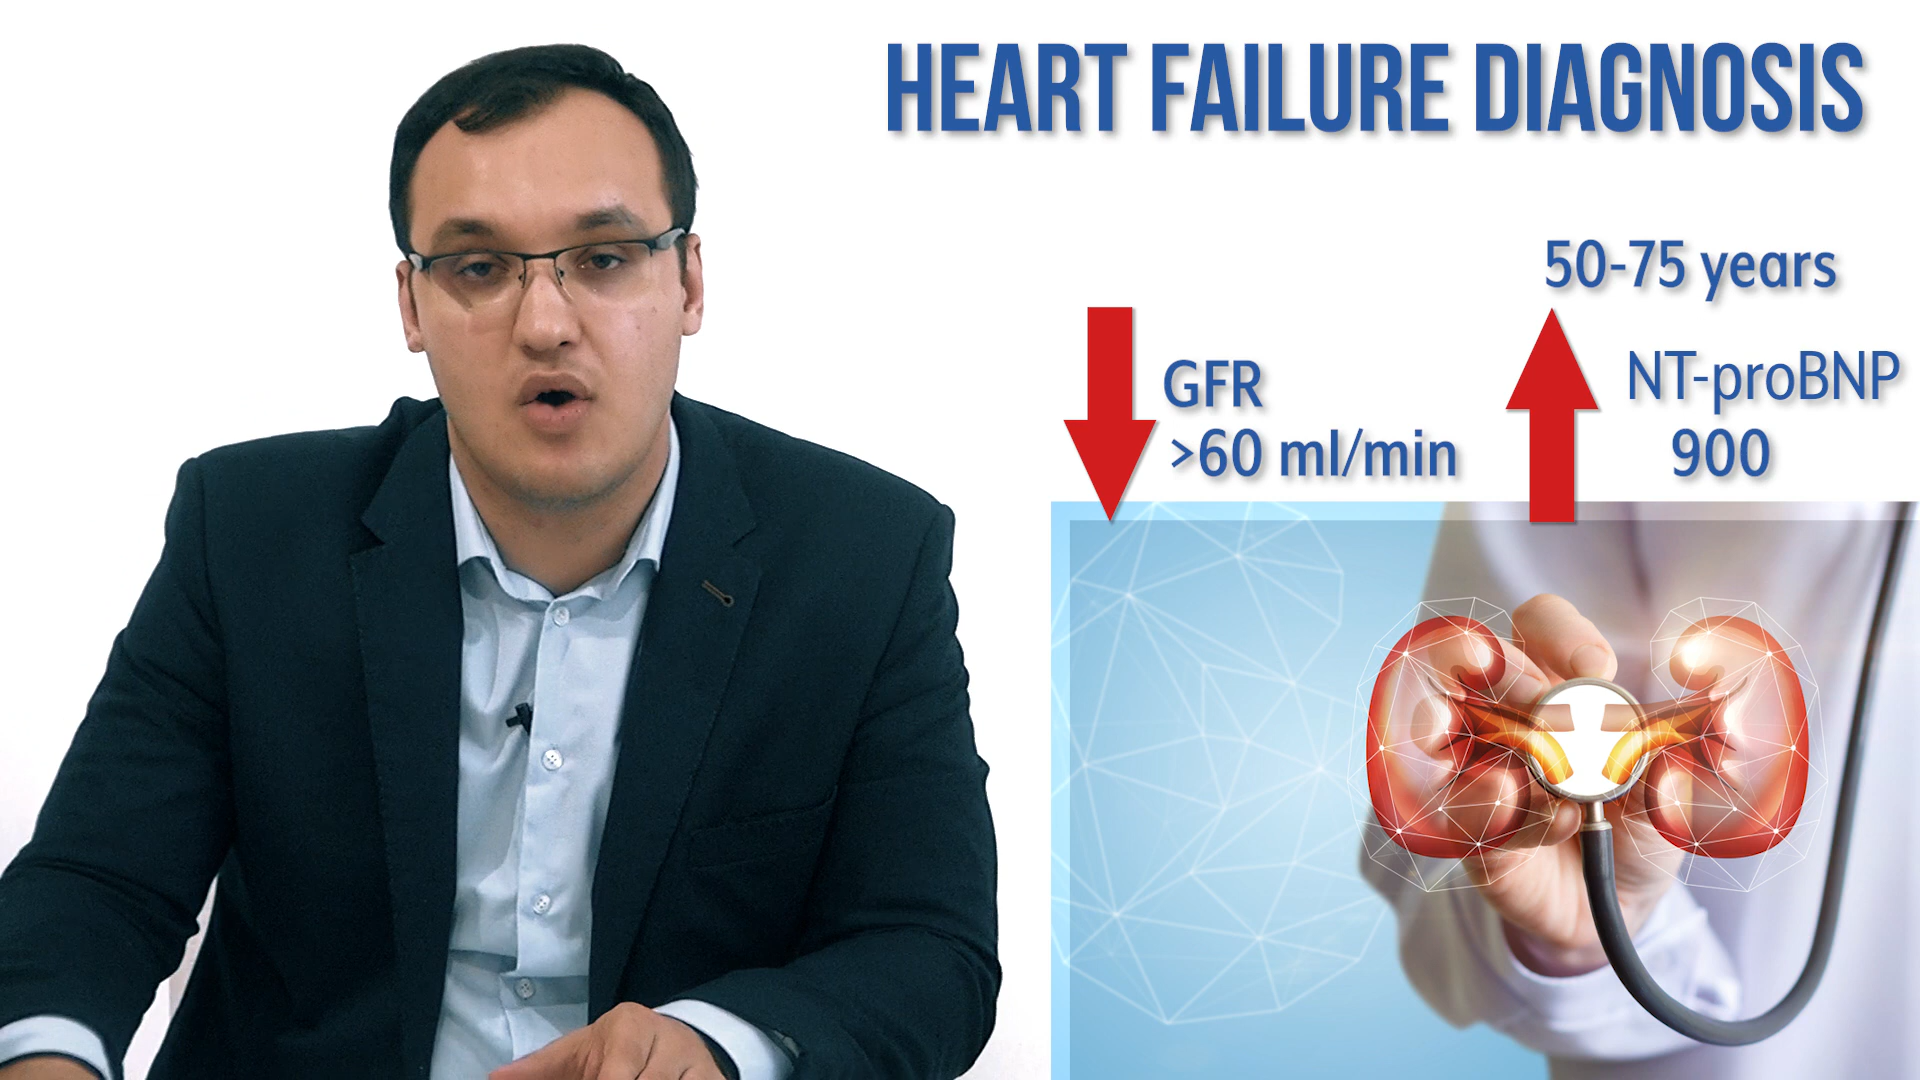 HEART FAILURE DIAGNOSIS
50-75 years
GFR
>60 ml/min
NT-proBNP
900